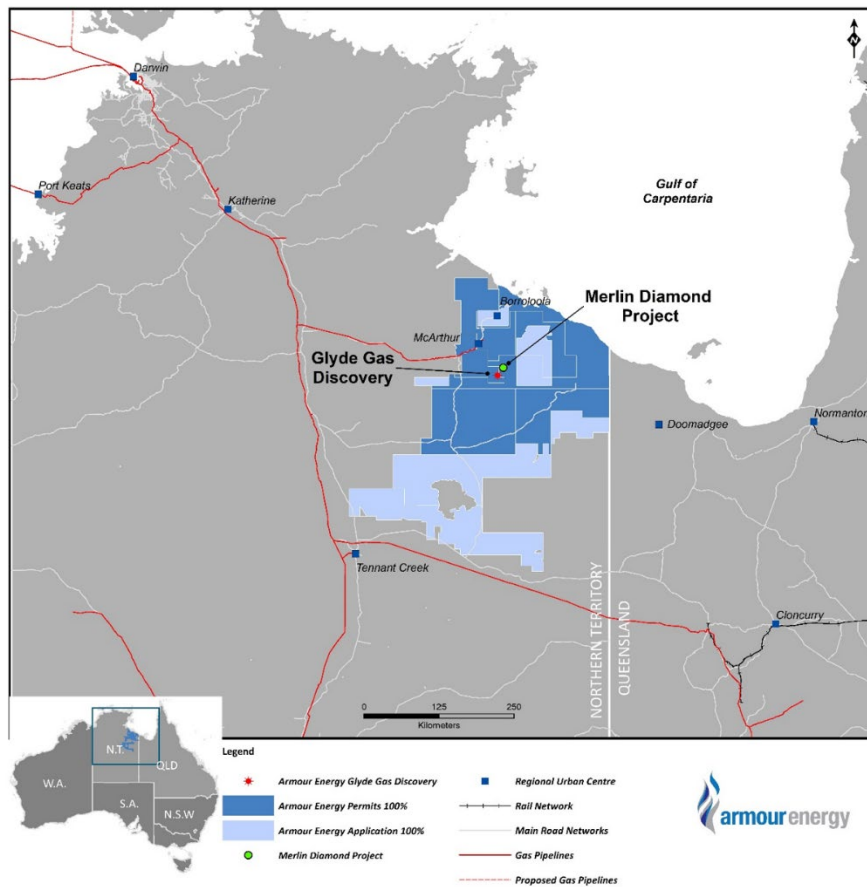 N
Darwin
Port Keats
Katherine
Gulf of
Carpentaria
Borroloola
Merlin Diamond
Project
McArthur
Glyde Gas
Discovery
Doomadgee
Normanton
Tennant Creek
NORTHERN TERRITORY
QUEENSLAND
Cloncurry
0 125 250
Kilometers
N.T.
QLD
W.A.
S.A.
N.S.W
Legend
Armour Energy Glyde Gas Discovery
Armour Energy Permits 100%
Armour Energy Application 100%
Merlin Diamond Project
Regional Urban Centre
Rail Network
Main Road Networks
Gas Pipelines
Proposed Gas Pipelines
armourenergy